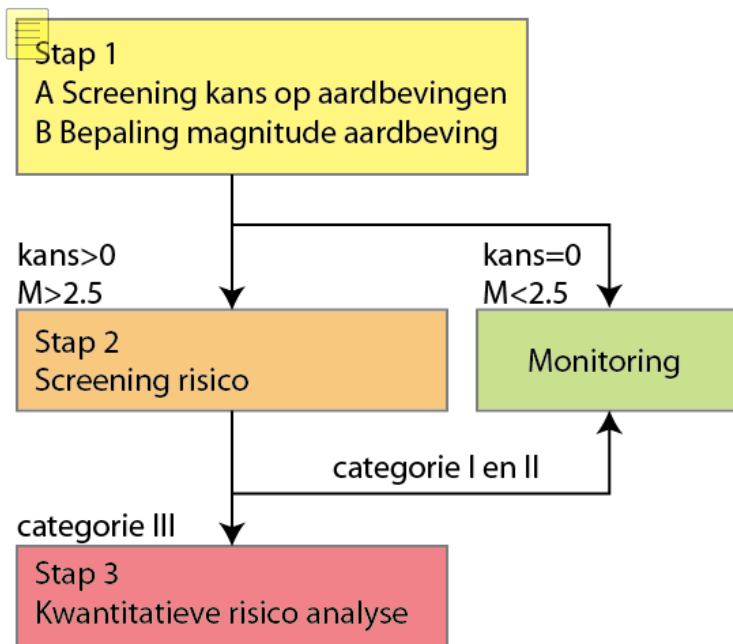 Stap 1
A Screening kans op aardbevingen
B Bepaling magnitude aardbeving
kans>0
M>2.5
kans=0
M<2.5
Stap 2
Screening risico
Monitoring
categorie I en II
categorie III
Stap 3
Kwantitatieve risico analyse